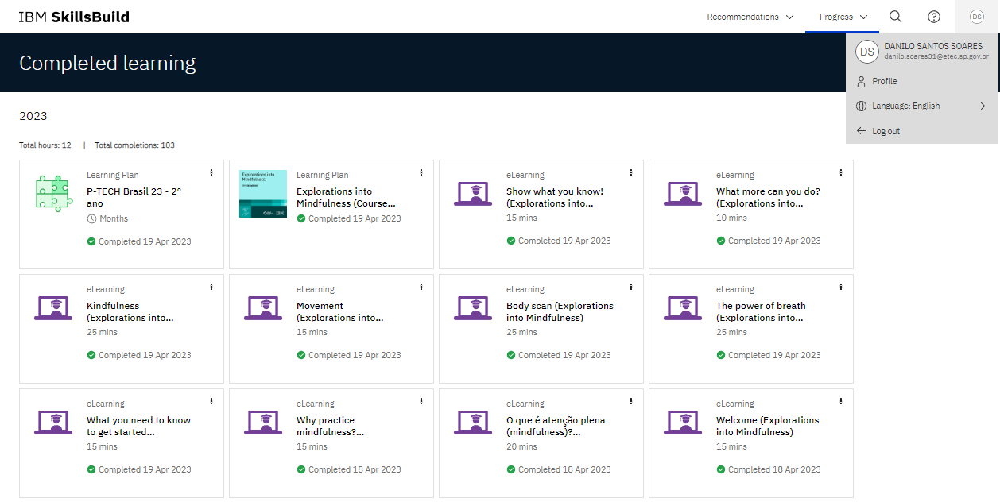 IBM SkillsBuild
Recommendations
Progress
DS
Completed learning
DS
DANILO SANTOS SOARES
danilo.soares31@etec.sp.gov.br
Profile
Language: English
Log out
2023
Total hours: 12 | Total completions: 103
Learning Plan
P-TECH Brasil 23 - 2º
ano
Months
Completed 19 Apr 2023
Explorations into
Mindfulness
Learning Plan
Explorations into
Mindfulness (Course...
Completed 19 Apr 2023
eLearning
Show what you know!
(Explorations into...
15 mins
Completed 19 Apr 2023
eLearning
What more can you do?
(Explorations into...
10 mins
Completed 19 Apr 2023
eLearning
Kindfulness
(Explorations into...
25 mins
Completed 19 Apr 2023
eLearning
Movement
(Explorations into...
15 mins
Completed 19 Apr 2023
eLearning
Body scan (Explorations
into Mindfulness)
25 mins
Completed 19 Apr 2023
eLearning
The power of breath
(Explorations into...
25 mins
Completed 19 Apr 2023
eLearning
What you need to know
to get started...
15 mins
Completed 19 Apr 2023
eLearning
Why practice
mindfulness?...
15 mins
Completed 18 Apr 2023
eLearning
O que é atenção plena
(mindfulness)?...
20 mins
Completed 18 Apr 2023
eLearning
Welcome (Explorations
into Mindfulness)
15 mins
Completed 18 Apr 2023